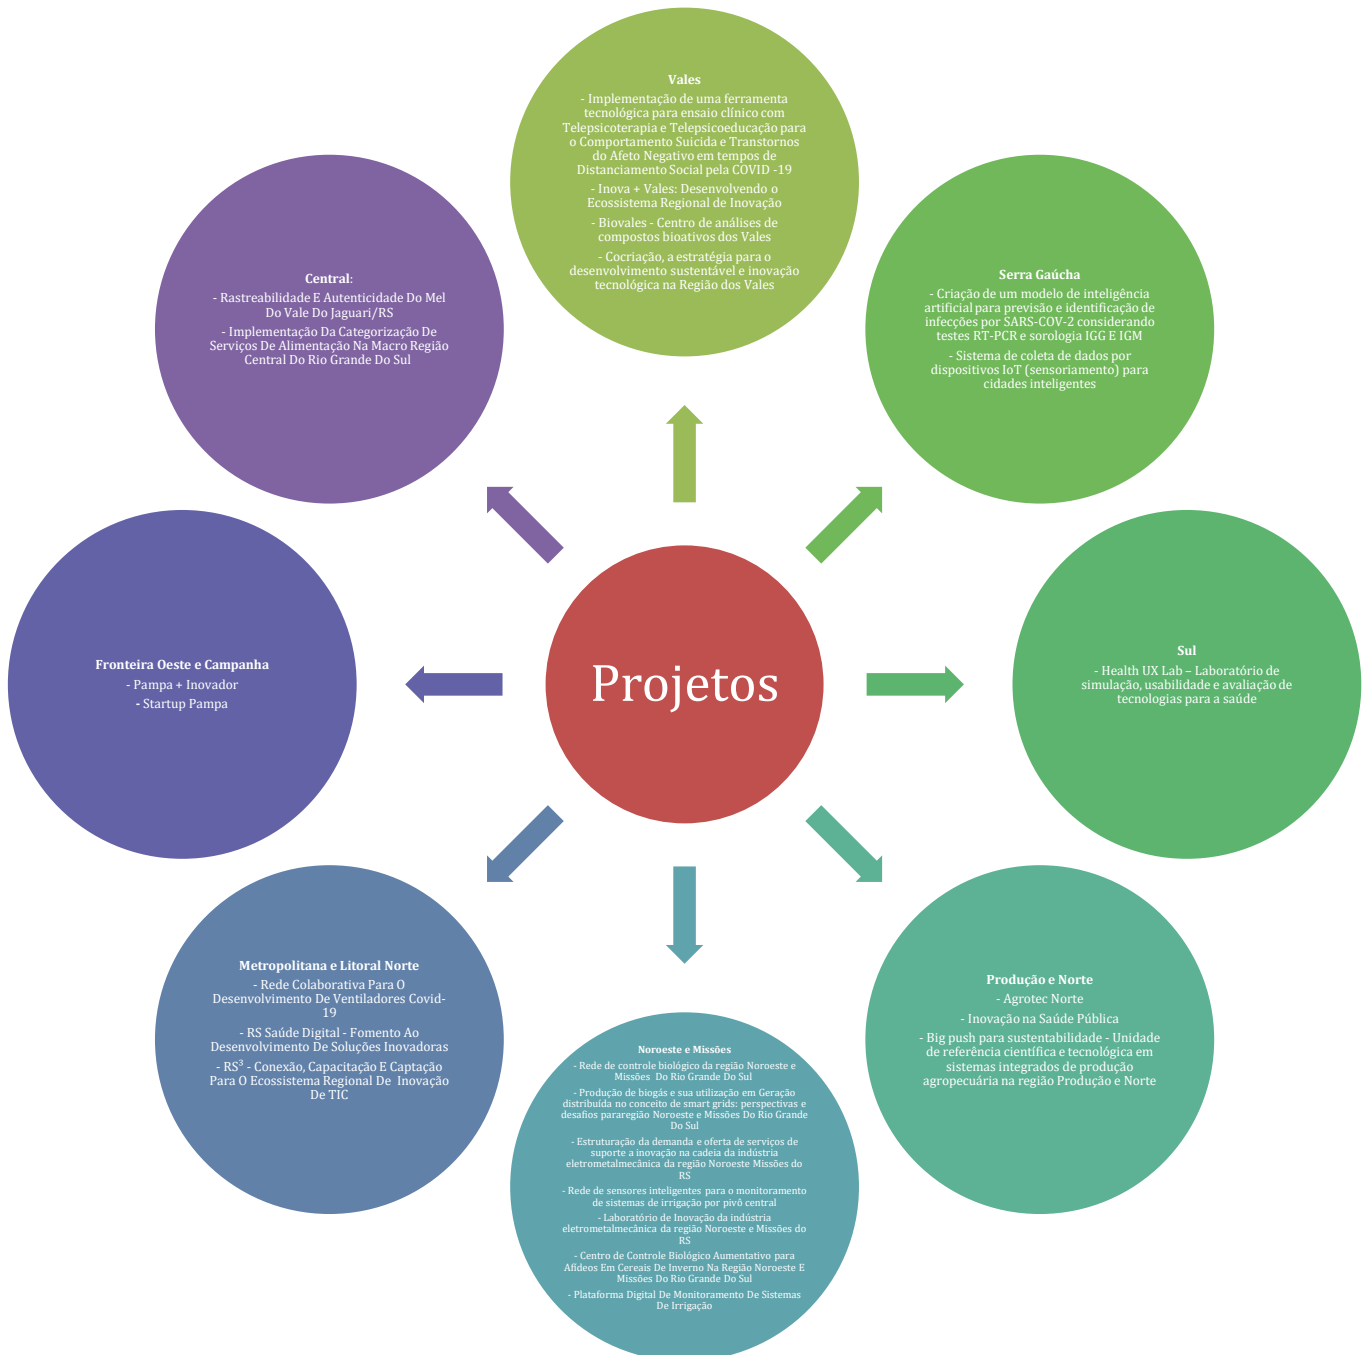 Vales
- Implementação de uma ferramenta
tecnológica para ensaio clínico com
Telepsicoterapia e Telepsicoeducação para
o Comportamento Suicida e Transtornos
do Afeto Negativo em tempos de
Distanciamento Social pela COVID -19
- Inova + Vales: Desenvolvendo o
Ecossistema Regional de Inovação
- Biovales - Centro de análises de
compostos bioativos dos Vales
- Cocriação, a estratégia para o
desenvolvimento sustentável e inovação
tecnológica na Região dos Vales
Serra Gaúcha
- Criação de um modelo de inteligência
artificial para previsão e identificação de
infecções por SARS-COV-2 considerando
testes RT-PCR e sorologia IGG E IGM
- Sistema de coleta de dados por
dispositivos IoT (sensoriamento) para
cidades inteligentes
Sul
- Health UX Lab – Laboratório de
simulação, usabilidade e avaliação de
tecnologias para a saúde
Produção e Norte
- Agrotec Norte
- Inovação na Saúde Pública
- Big push para sustentabilidade - Unidade
de referência científica e tecnológica em
sistemas integrados de produção
agropecuária na região Produção e Norte
Noroeste e Missões
- Rede de controle biológico da região Noroeste e
Missões Do Rio Grande Do Sul
- Produção de biogás e sua utilização em Geração
distribuída no conceito de smart grids: perspectivas e
desafios pararegião Noroeste e Missões Do Rio Grande
Do Sul
- Estruturação da demanda e oferta de serviços de
suporte a inovação na cadeia da indústria
eletrometalmecânica da região Noroeste Missões do
RS
- Rede de sensores inteligentes para o monitoramento
de sistemas de irrigação por pivô central
- Laboratório de Inovação da indústria
eletrometalmecânica da região Noroeste e Missões do
RS
- Centro de Controle Biológico Aumentativo para
Afídeos Em Cereais De Inverno Na Região Noroeste E
Missões Do Rio Grande Do Sul
- Plataforma Digital De Monitoramento De Sistemas
De Irrigação
Metropolitana e Litoral Norte
- Rede Colaborativa Para O
Desenvolvimento De Ventiladores Covid-
19
- RS Saúde Digital - Fomento Ao
Desenvolvimento De Soluções Inovadoras
- RS³ - Conexão, Capacitação E Captação
Para O Ecossistema Regional De Inovação
De TIC
Fronteira Oeste e Campanha
- Pampa + Inovador
- Startup Pampa
Central:
- Rastreabilidade E Autenticidade Do Mel
Do Vale Do Jaguari/RS
- Implementação Da Categorização De
Serviços De Alimentação Na Macro Região
Central Do Rio Grande Do Sul
Projetos